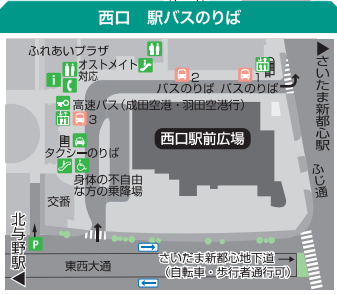 西口 駅バスのりば
ふれあいプラザ
オストメイト
対応
2
バスのりば
1
バスのりば
▶さいたま新都心駅
高速バス(成田空港・羽田空港行)
3
西口駅前広場
タクシーのりば
身体の不自由
な方の乗降場
ふじ通
交番
北与野駅◀
P
さいたま新都心地下道
(自転車・歩行者通行可)
東西大通